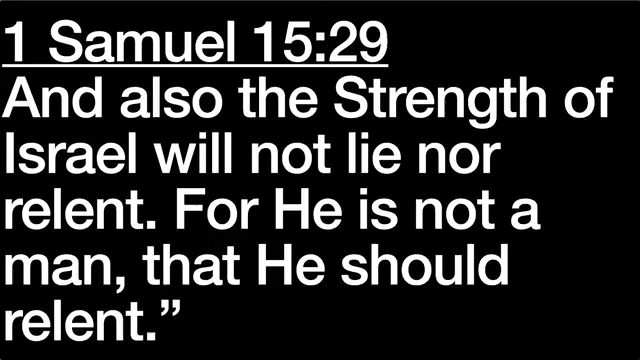 1 Samuel 15:29
And also the Strength of
Israel will not lie nor
relent. For He is not a
man, that He should
relent.”